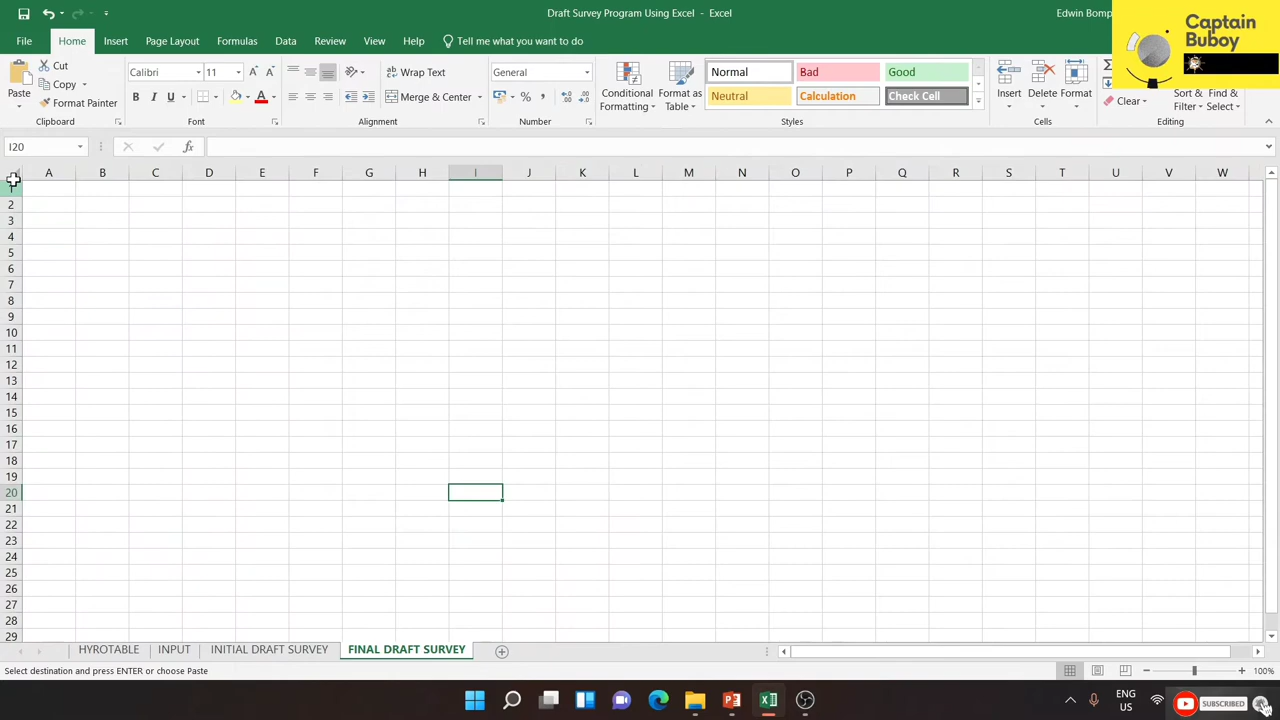 Draft Survey Program Using Excel - Excel
Edwin Bomp
Captain
Buboy
File Home Insert Page Layout Formulas Data Review View Help Tell me what you want to do
Paste
Cut
Copy
Format Painter
Clipboard
Calibri 11
B I U A
Font
Wrap Text
Merge & Center
Alignment
General
%
Number
Conditional
Formatting
Format as
Table
Normal Bad Good
Neutral Calculation Check Cell
Styles
Insert Delete Format
Cells
Clear
Sort &
Filter
Find &
Select
Editing
I20 fx
A B C D E F G H I J K L M N O P Q R S T U V W
1
2
3
4
5
6
7
8
9
10
11
12
13
14
15
16
17
18
19
20
21
22
23
24
25
26
27
28
29
HYROTABLE INPUT INITIAL DRAFT SURVEY FINAL DRAFT SURVEY
Select destination and press ENTER or choose Paste
100%
ENG
US
SUBSCRIBED